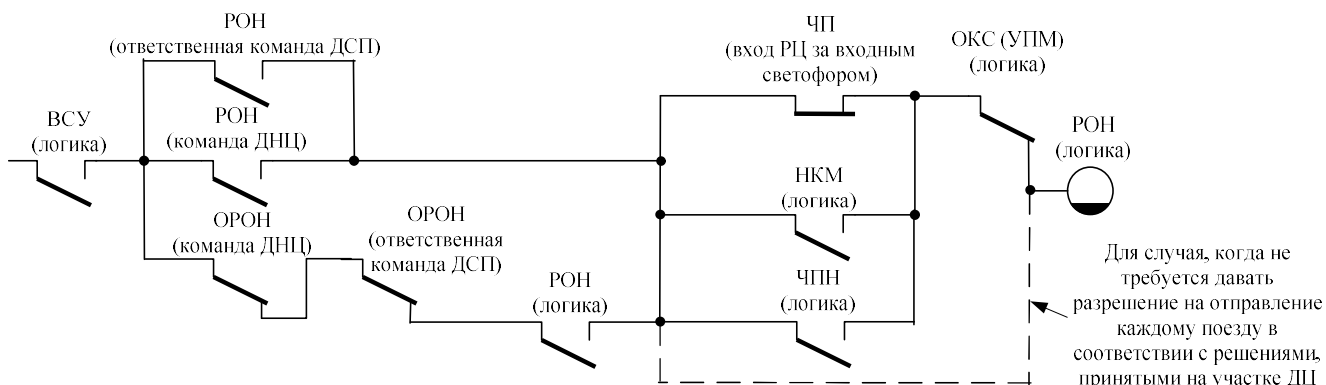 РОН
(ответственная команда ДСП)
ВСУ
(логика)
РОН
(команда ДНЦ)
ОРОН
(команда ДНЦ)
ОРОН
(ответственная
команда ДСП)
РОН
(логика)
ЧП
(вход РЦ за входным
светофором)
НКМ
(логика)
ЧПН
(логика)
ОКС (УПМ)
(логика)
РОН
(логика)
Для случая, когда не
требуется давать
разрешение на отправление
каждому поезду в
соответствии с решениями,
принятыми на участке ДЦ